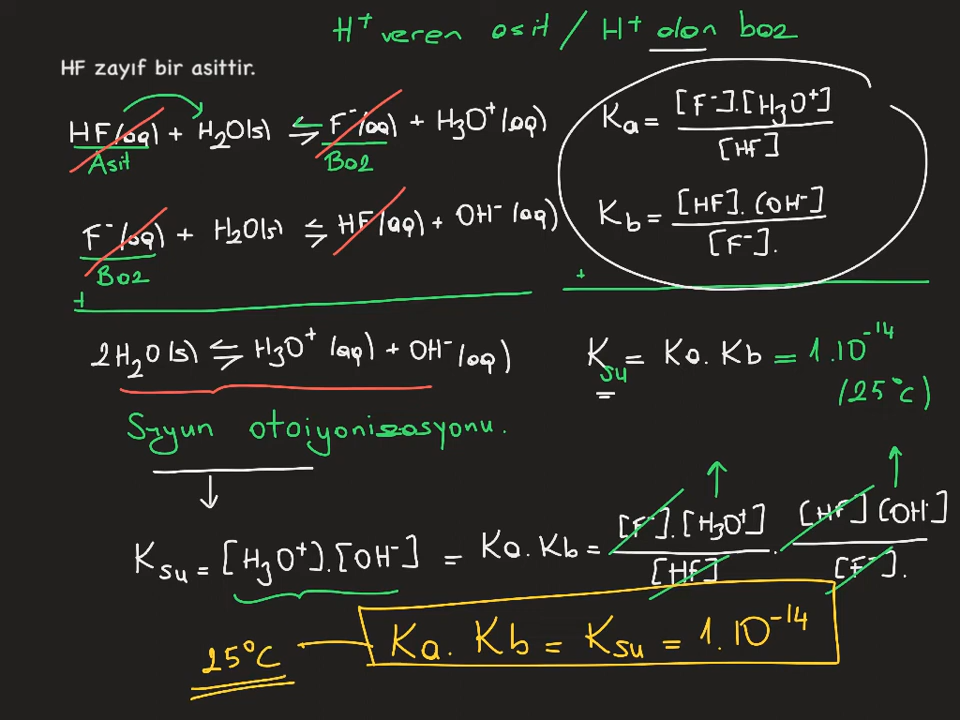 H⁺ veren asit / H⁺ alan baz
HF zayıf bir asittir.
HF(aq) + H₂O(s) ⇌ F⁻(aq) + H₃O⁺(aq)
Asit Baz
Ka = [F⁻].[H₃O⁺] / [HF]
F⁻(aq) + H₂O(s) ⇌ HF(aq) + OH⁻(aq)
Baz
Kb = [HF].[OH⁻] / [F⁻].
+ +
2H₂O(s) ⇌ H₃O⁺(aq) + OH⁻(aq)
Ksu = Ka.Kb = 1.10⁻¹⁴
(25°C)
Suyun otoiyonizasyonu.
Ksu = [H₃O⁺].[OH⁻] = Ka.Kb = [F⁻].[H₃O⁺] / [HF] . [HF][OH⁻] / [F⁻].
25°C Ka.Kb = Ksu = 1.10⁻¹⁴